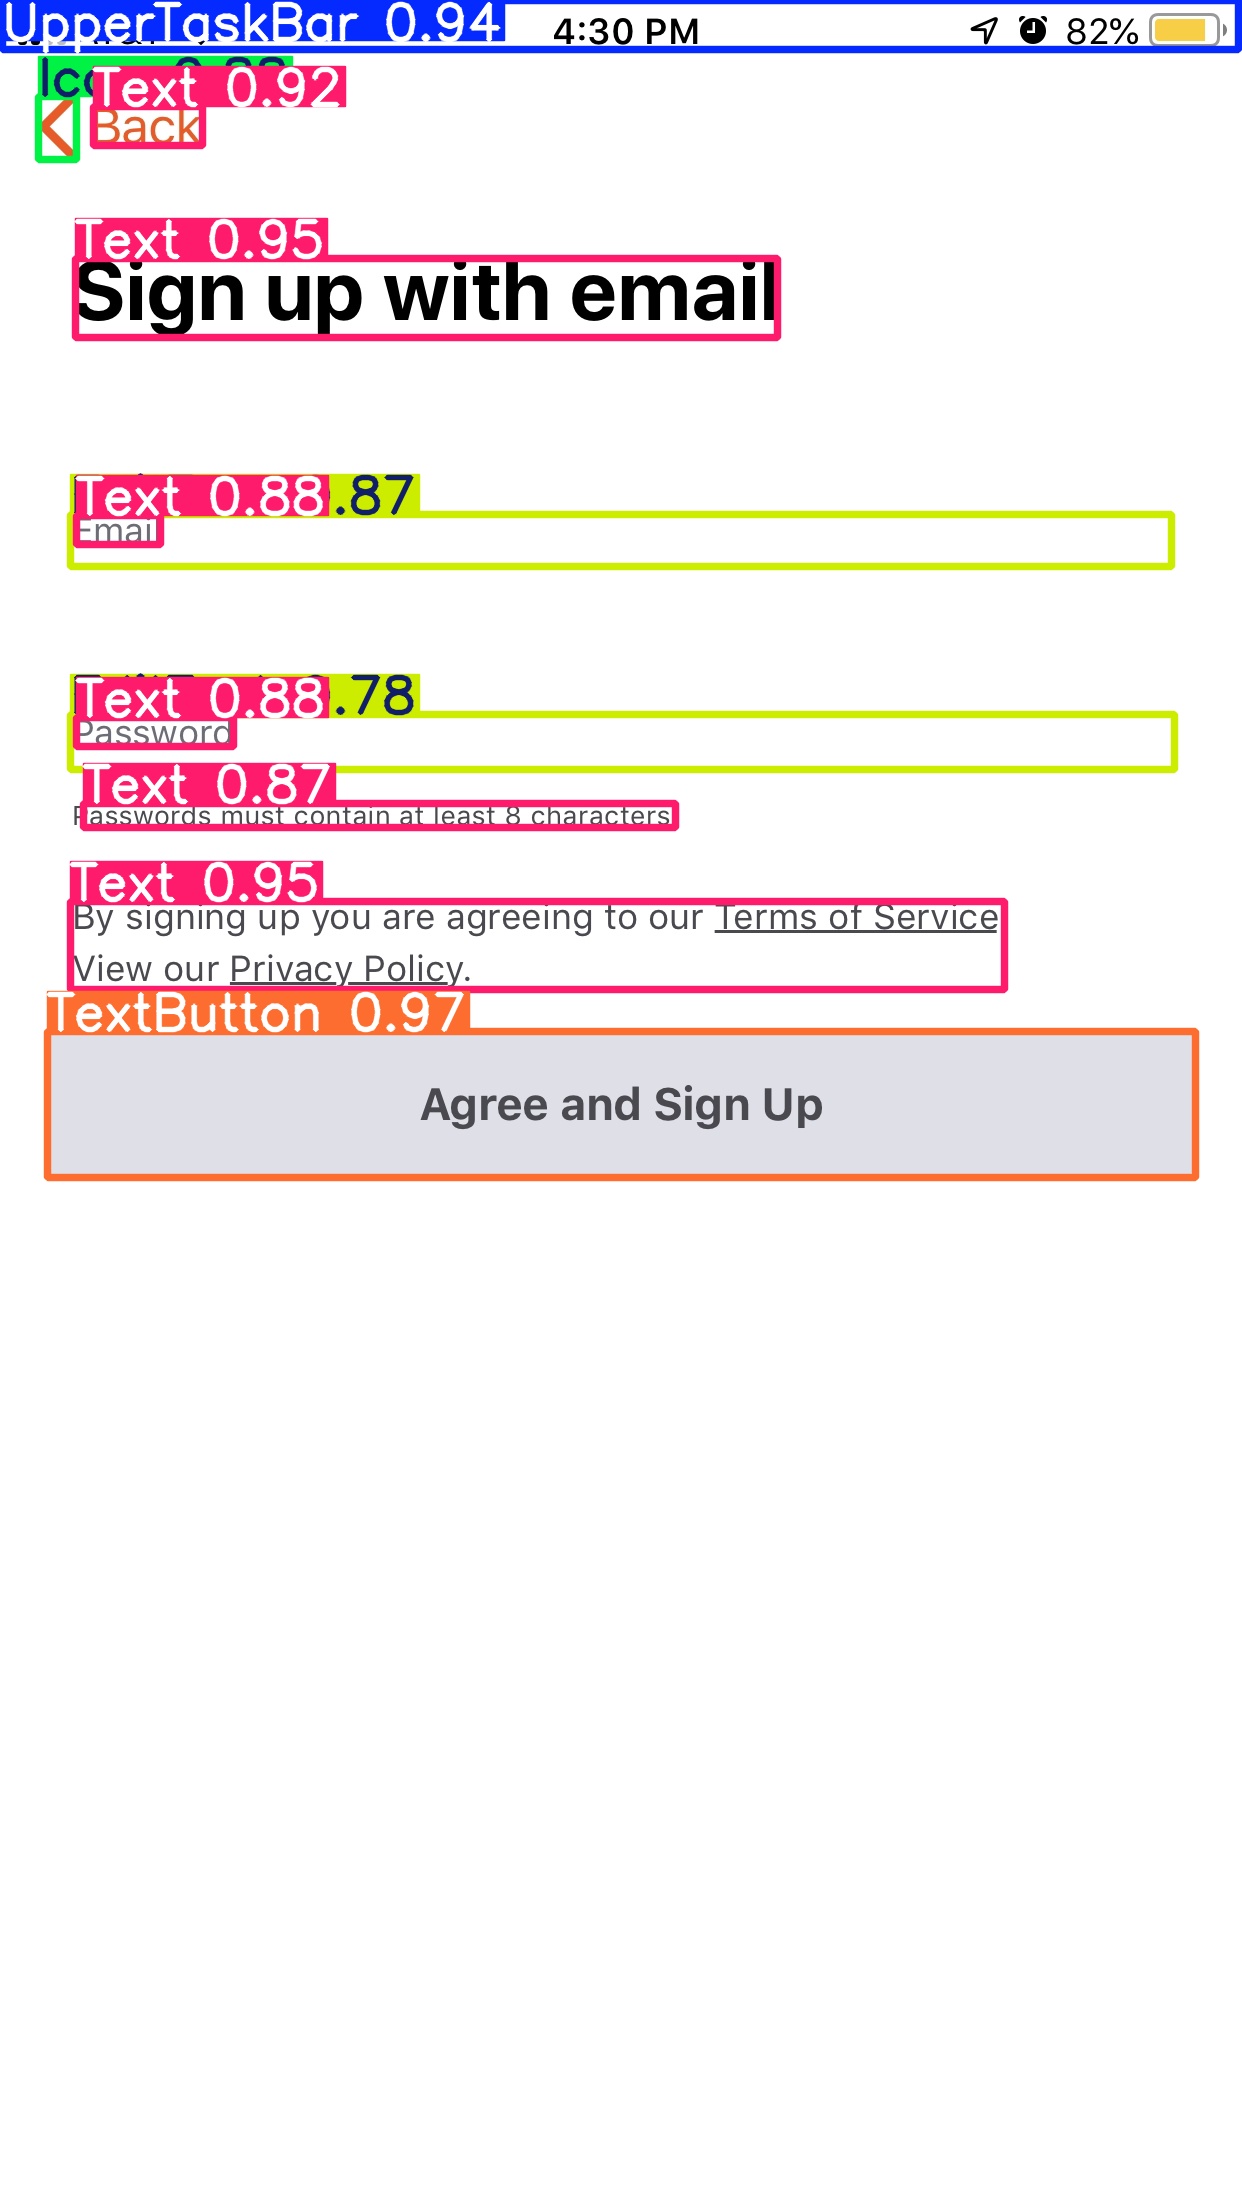 UpperTaskBar 0.94 4:30 PM 82%
Text 0.92
Back
Text 0.95
Sign up with email
Text 0.88 .87
Email
Text 0.88 .78
Password
Text 0.87
Passwords must contain at least 8 characters
Text 0.95
By signing up you are agreeing to our Terms of Service
View our Privacy Policy.
TextButton 0.97
Agree and Sign Up